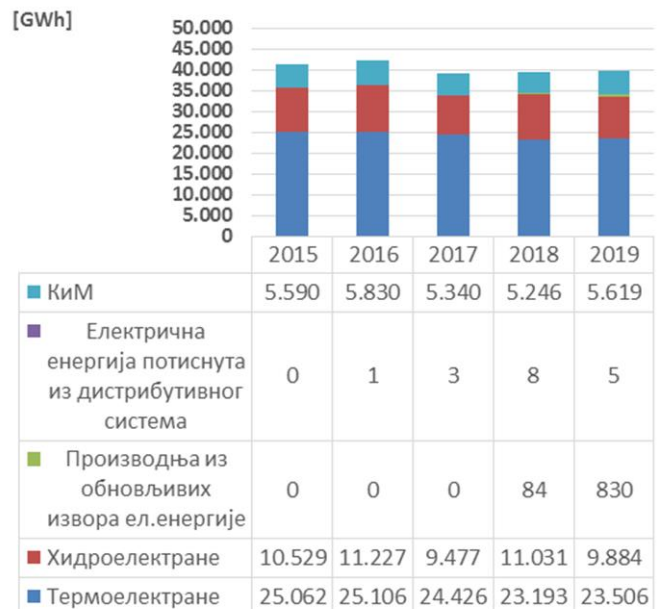 [GWh]
50.000
45.000
40.000
35.000
30.000
25.000
20.000
15.000
10.000
5.000
0
2015 2016 2017 2018 2019
КиМ 5.590 5.830 5.340 5.246 5.619
Електрична
енергија потиснута
из дистрибутивног
система
0 1 3 8 5
Производња из
обновљивих
извора ел.енергије
0 0 0 84 830
Хидроелектране 10.529 11.227 9.477 11.031 9.884
Термоелектране 25.062 25.106 24.426 23.193 23.506